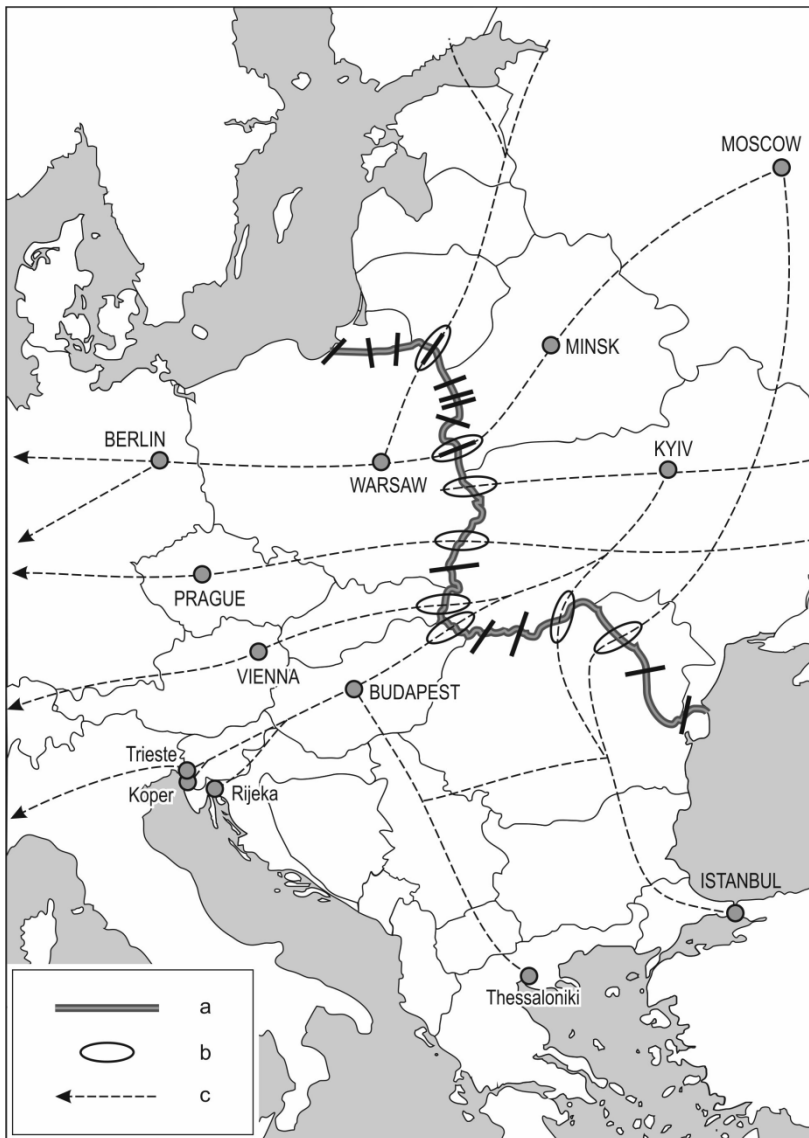 MOSCOW
MINSK
BERLIN
WARSAW
KYIV
PRAGUE
VIENNA
BUDAPEST
Trieste
Koper
Rijeka
ISTANBUL
Thessaloniki
a
b
c